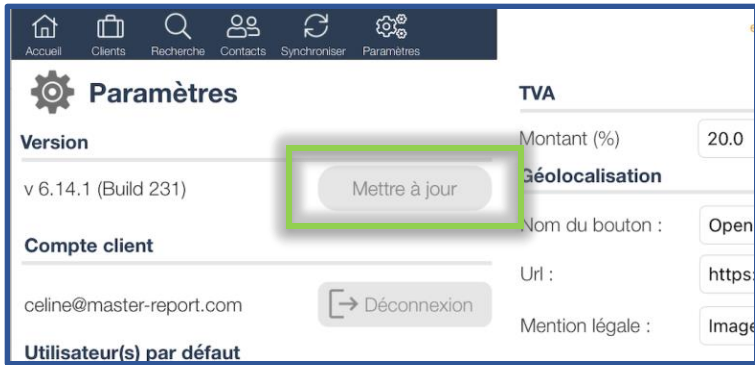 Accueil Clients Recherche Contacts Synchroniser Paramètres
Paramètres
Version
v 6.14.1 (Build 231)
Mettre à jour
Compte client
celine@master-report.com
Déconnexion
Utilisateur(s) par défaut
TVA
Montant (%) 20.0
Géolocalisation
Nom du bouton : Open
Url : https:
Mention légale : Image